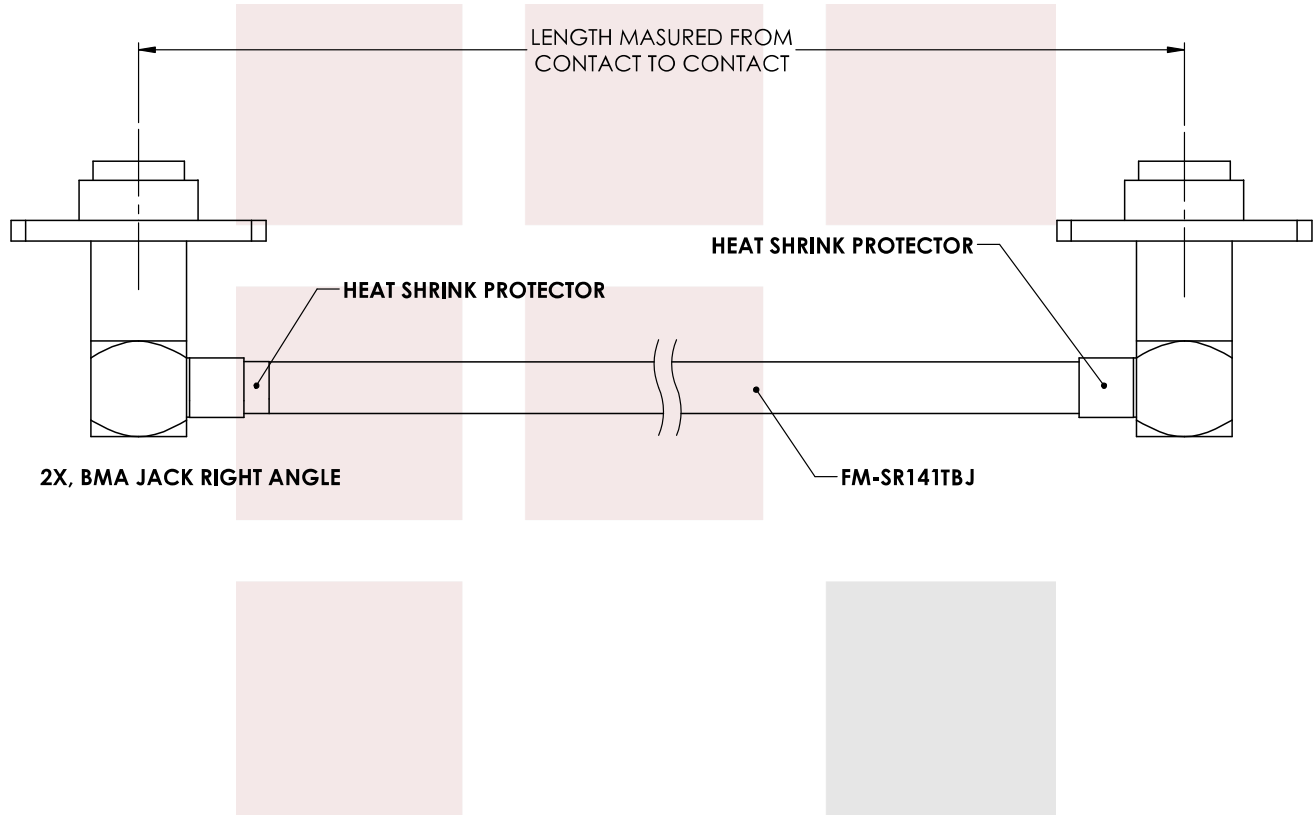 LENGTH MASURED FROM
CONTACT TO CONTACT
HEAT SHRINK PROTECTOR
HEAT SHRINK PROTECTOR
2X, BMA JACK RIGHT ANGLE
FM-SR141TBJ